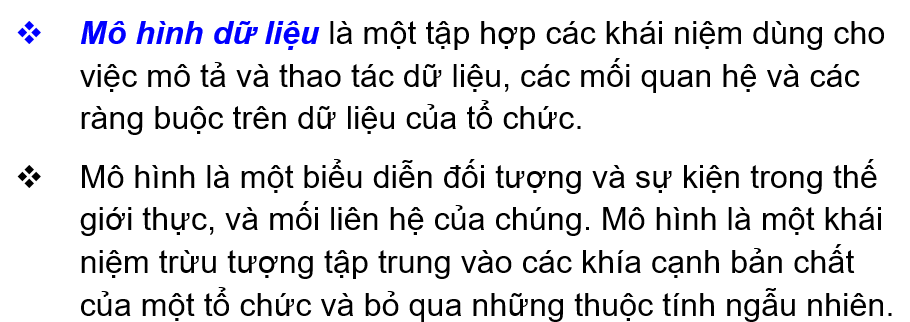 ❖ Mô hình dữ liệu là một tập hợp các khái niệm dùng cho
việc mô tả và thao tác dữ liệu, các mối quan hệ và các
ràng buộc trên dữ liệu của tổ chức.
❖ Mô hình là một biểu diễn đối tượng và sự kiện trong thế
giới thực, và mối liên hệ của chúng. Mô hình là một khái
niệm trừu tượng tập trung vào các khía cạnh bản chất
của một tổ chức và bỏ qua những thuộc tính ngẫu nhiên.